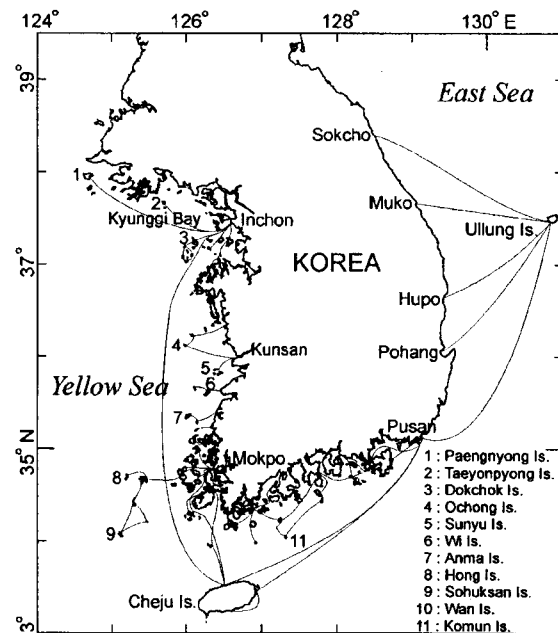 124° 126° 128° 130° E
39°
East Sea
Sokcho
1
2
Muko
Kyunggi Bay
Inchon
Ullung Is.
3
37°
KOREA
Hupo
4
Kunsan
Pohang
5
Yellow Sea
6
7
Pusan
35° N
Mokpo
8
9
11
Cheju Is.
33°
1 : Paengnyong Is.
2 : Taeyonpyong Is.
3 : Dokchok Is.
4 : Ochong Is.
5 : Sunyu Is.
6 : Wi Is.
7 : Anma Is.
8 : Hong Is.
9 : Sohuksan Is.
10 : Wan Is.
11 : Komun Is.